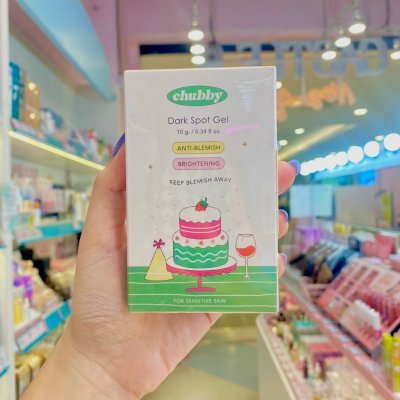 chubby
Dark Spot Gel
10 g. / 0.34 fl oz.
ANTI-BLEMISH
BRIGHTENING
KEEP BLEMISH AWAY
FOR SENSITIVE SKIN